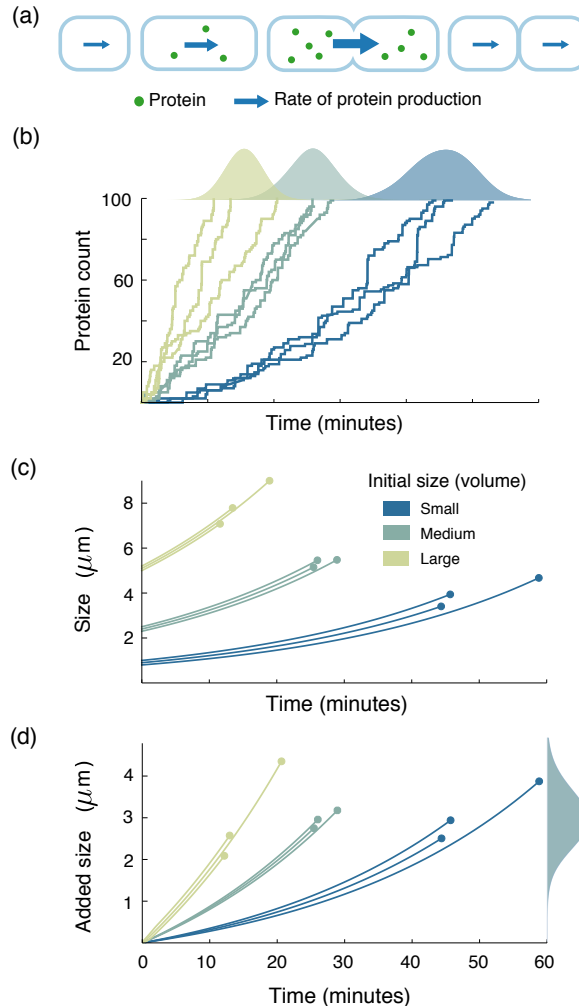 (a)
Protein
Rate of protein production
(b)
Protein count
100
60
20
Time (minutes)
(c)
Size (μm)
8
6
4
2
Initial size (volume)
Small
Medium
Large
Time (minutes)
(d)
Added size (μm)
4
3
2
1
0 10 20 30 40 50 60
Time (minutes)